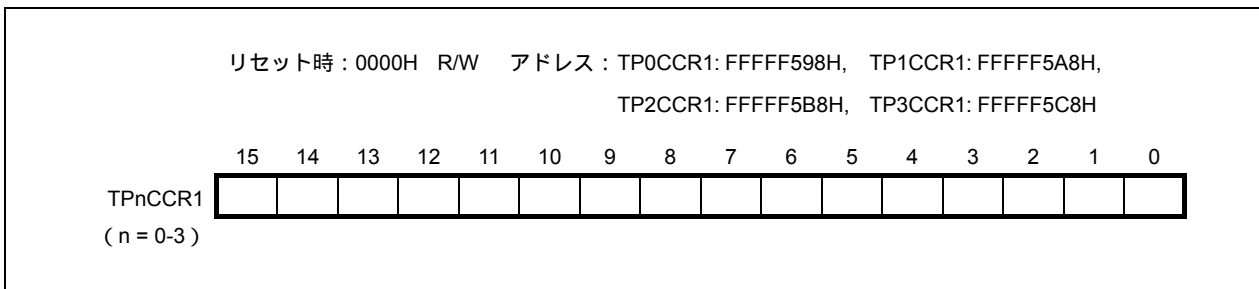 リセット時：0000H R/W アドレス：TP0CCR1: FFFFF598H, TP1CCR1: FFFFF5A8H,
TP2CCR1: FFFFF5B8H, TP3CCR1: FFFFF5C8H
15 14 13 12 11 10 9 8 7 6 5 4 3 2 1 0
TPnCCR1
（n = 0-3）